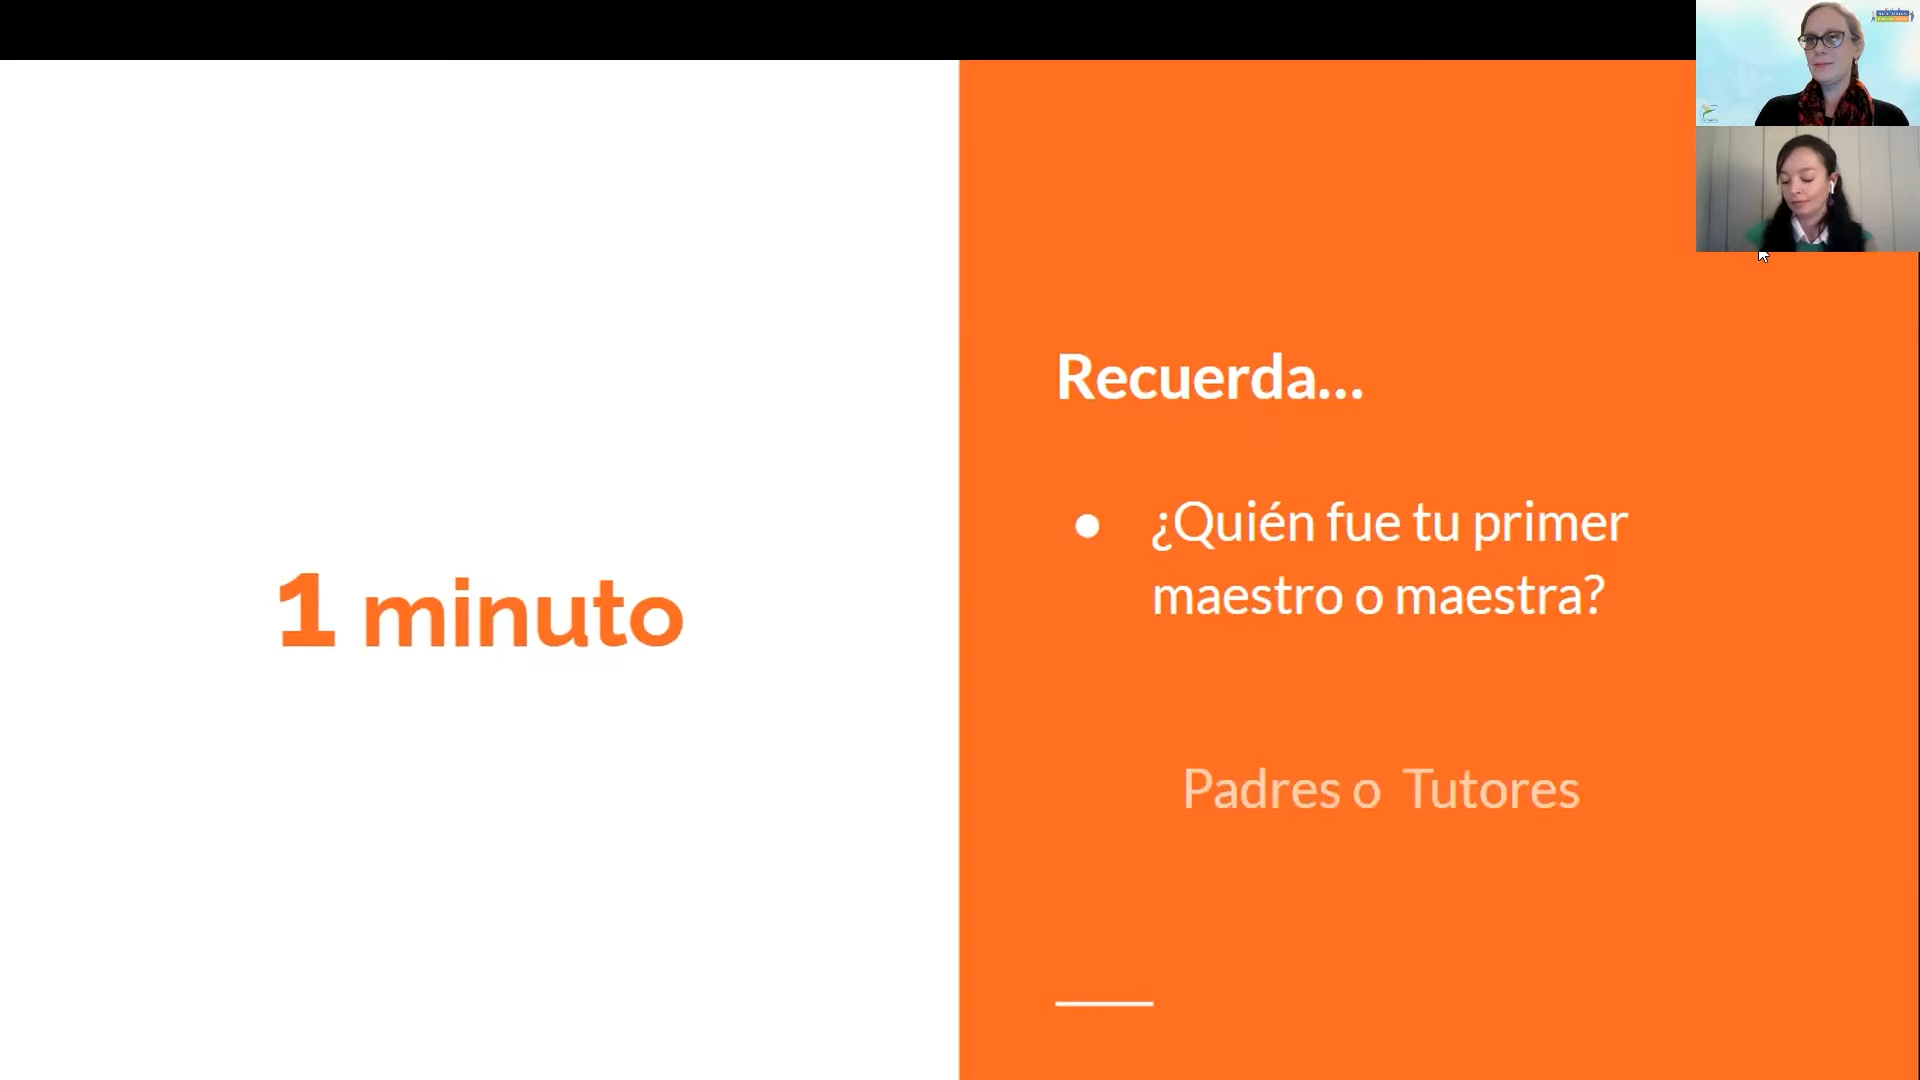 1 minuto
Recuerda...
● ¿Quién fue tu primer
maestro o maestra?
Padres o Tutores